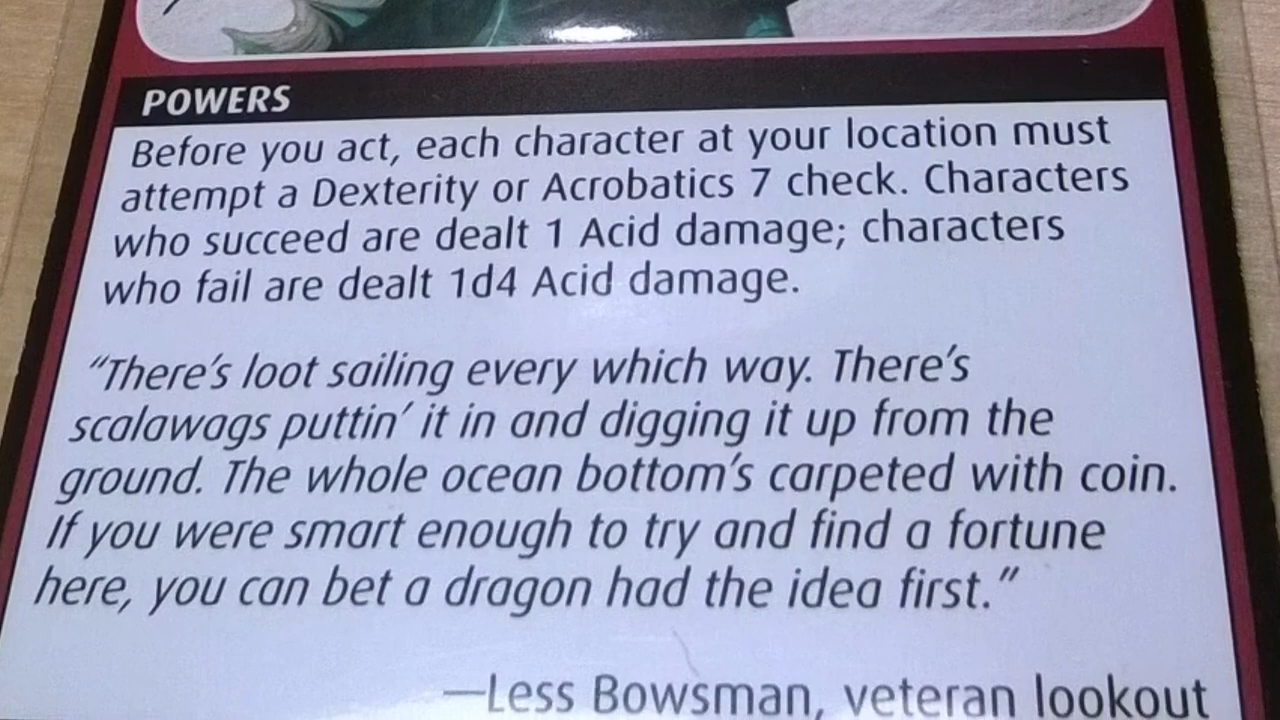 POWERS
Before you act, each character at your location must
attempt a Dexterity or Acrobatics 7 check. Characters
who succeed are dealt 1 Acid damage; characters
who fail are dealt 1d4 Acid damage.
“There’s loot sailing every which way. There’s
scalawags puttin’ it in and digging it up from the
ground. The whole ocean bottom’s carpeted with coin.
If you were smart enough to try and find a fortune
here, you can bet a dragon had the idea first.”
—Less Bowsman, veteran lookout